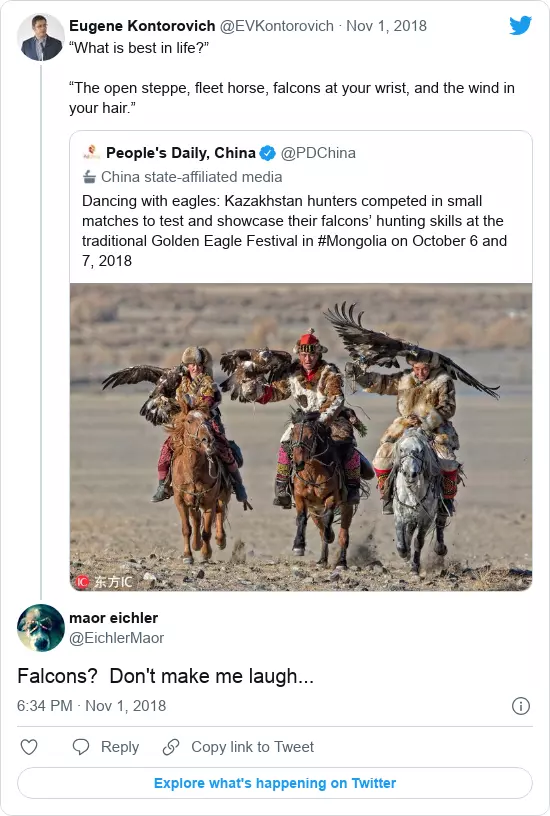 Eugene Kontorovich @EVKontorovich · Nov 1, 2018
“What is best in life?”
“The open steppe, fleet horse, falcons at your wrist, and the wind in
your hair.”
People's Daily, China @PDChina
China state-affiliated media
Dancing with eagles: Kazakhstan hunters competed in small
matches to test and showcase their falcons’ hunting skills at the
traditional Golden Eagle Festival in #Mongolia on October 6 and
7, 2018
IC 东方IC
maor eichler
@EichlerMaor
Falcons?  Don't make me laugh...
6:34 PM · Nov 1, 2018
Reply
Copy link to Tweet
Explore what's happening on Twitter